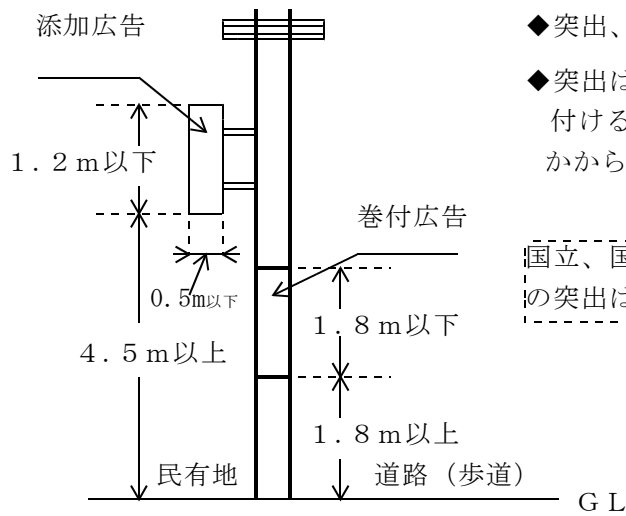 添加広告
◆突出、
◆突出は
付ける
かから
1.2m以下
巻付広告
国立、国
の突出は
0.5m以下
1.8m以下
4.5m以上
1.8m以上
民有地
道路（歩道）
GL